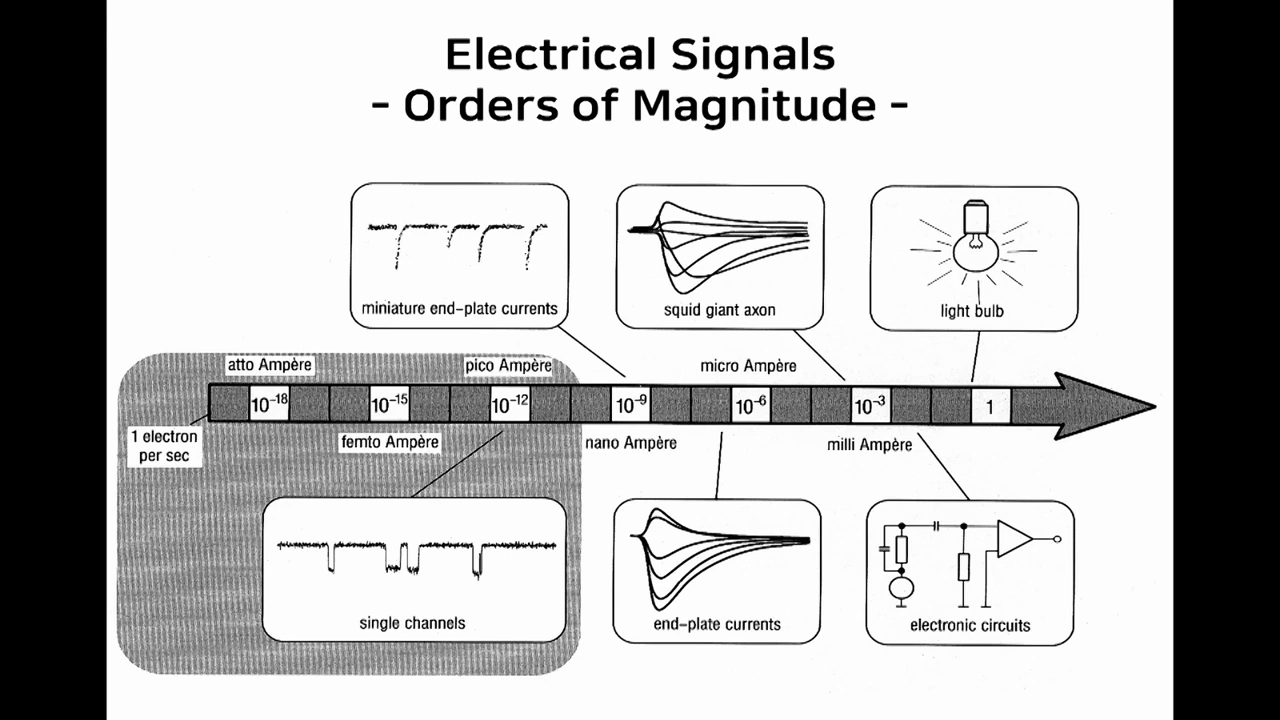 Electrical Signals
- Orders of Magnitude -
miniature end-plate currents
squid giant axon
light bulb
atto Ampère
pico Ampère
micro Ampère
10⁻¹⁸
10⁻¹⁵
10⁻¹²
10⁻⁹
10⁻⁶
10⁻³
1
1 electron
per sec
femto Ampère
nano Ampère
milli Ampère
single channels
end-plate currents
electronic circuits